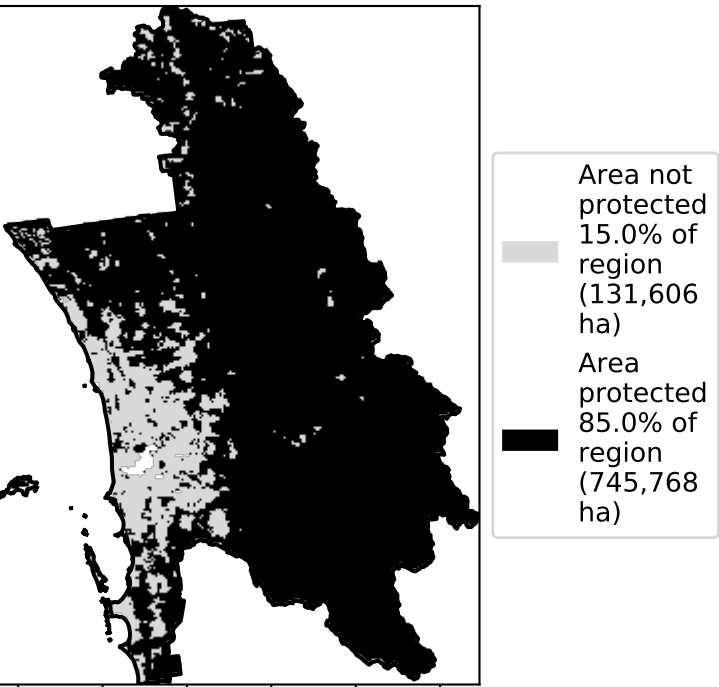 Area not
protected
15.0% of
region
(131,606
ha)
Area
protected
85.0% of
region
(745,768
ha)